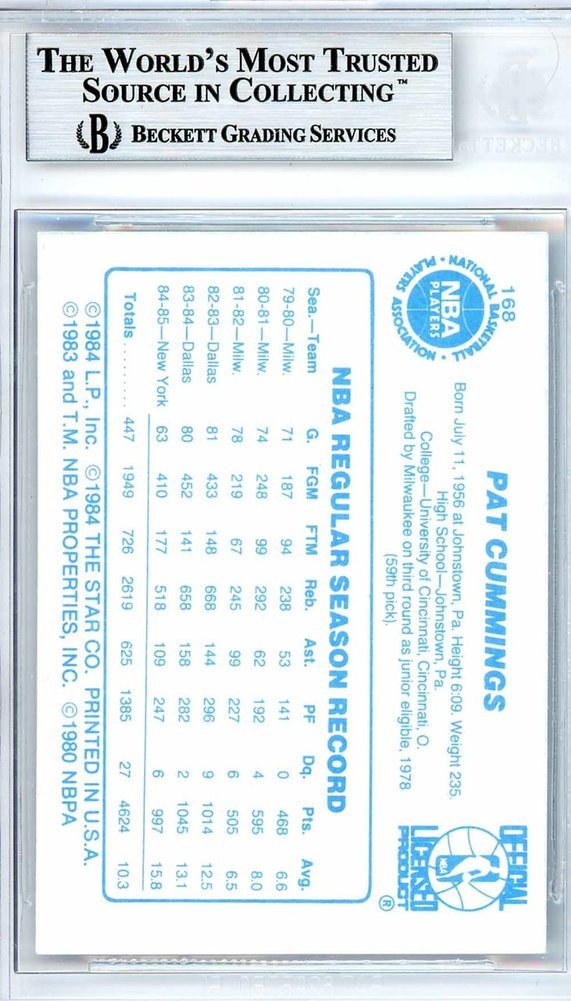 THE WORLD'S MOST TRUSTED
SOURCE IN COLLECTING™
B BECKETT GRADING SERVICES
168
NATIONAL BASKETBALL PLAYERS ASSOCIATION
NBA
PLAYERS
PAT CUMMINGS
Born July 11, 1956 at Johnstown, Pa. Height 6:09. Weight 235.
High School—Johnstown, Pa.
College—University of Cincinnati, Cincinnati, O.
Drafted by Milwaukee on third round as junior eligible, 1978
(59th pick).
OFFICIAL
NBA
LICENSED
PRODUCT ®
NBA REGULAR SEASON RECORD
Sea.—Team G. FGM FTM Reb. Ast. PF Dq. Pts. Avg.
79-80—Milw. 71 187 94 238 53 141 0 468 6.6
80-81—Milw. 74 248 99 292 62 192 4 595 8.0
81-82—Milw. 78 219 67 245 99 227 6 505 6.5
82-83—Dallas 81 433 148 668 144 296 9 1014 12.5
83-84—Dallas 80 452 141 658 158 282 2 1045 13.1
84-85—New York 63 410 177 518 109 247 6 997 15.8
Totals ........ 447 1949 726 2619 625 1385 27 4624 10.3
©1984 L.P., Inc. ©1984 THE STAR CO. PRINTED IN U.S.A.
©1983 and T.M. NBA PROPERTIES, INC. ©1980 NBPA